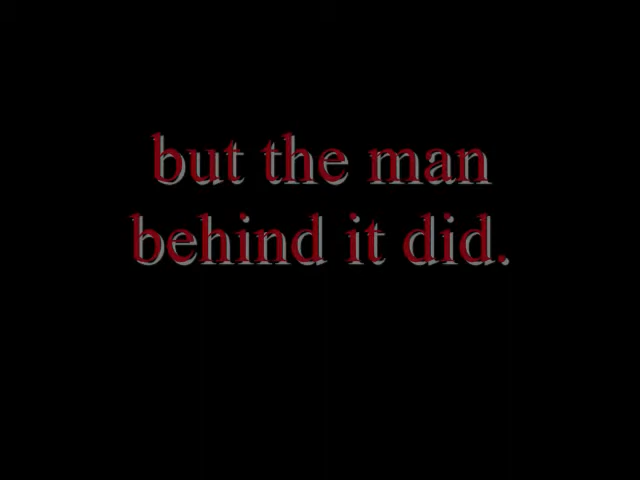 but the man
behind it did.